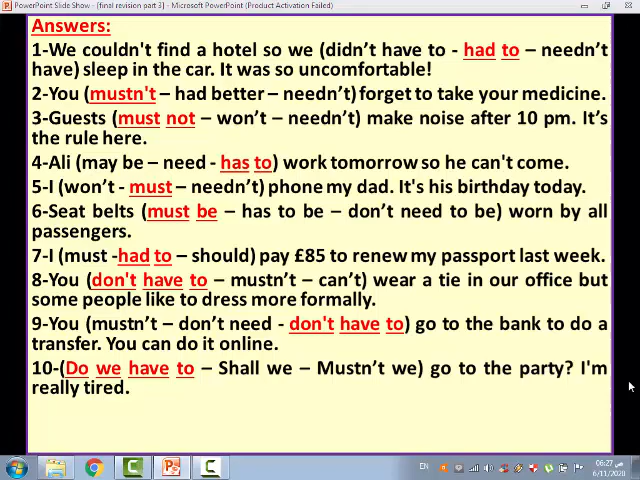 PowerPoint Slide Show - [final revision part 3] - Microsoft PowerPoint (Product Activation Failed)
Answers:
1-We couldn't find a hotel so we (didn’t have to - had to – needn’t
have) sleep in the car. It was so uncomfortable!
2-You (mustn't – had better – needn’t) forget to take your medicine.
3-Guests (must not – won’t – needn’t) make noise after 10 pm. It’s
the rule here.
4-Ali (may be – need - has to) work tomorrow so he can't come.
5-I (won’t - must – needn’t) phone my dad. It's his birthday today.
6-Seat belts (must be – has to be – don’t need to be) worn by all
passengers.
7-I (must -had to – should) pay £85 to renew my passport last week.
8-You (don't have to – mustn’t – can’t) wear a tie in our office but
some people like to dress more formally.
9-You (mustn’t – don’t need - don't have to) go to the bank to do a
transfer. You can do it online.
10-(Do we have to – Shall we – Mustn’t we) go to the party? I'm
really tired.
EN
06:27 ص
6/11/2020